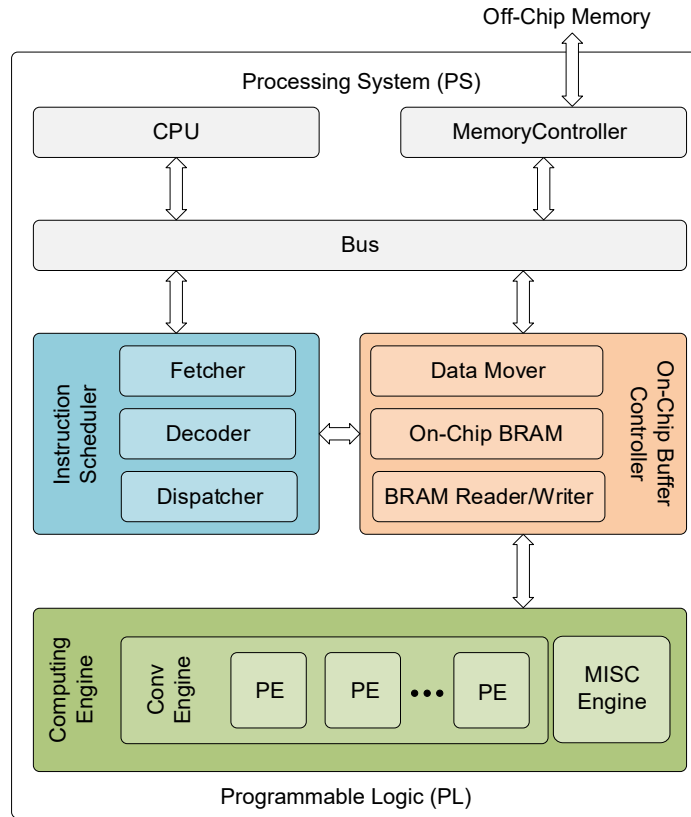 Off-Chip Memory
Processing System (PS)
CPU
MemoryController
Bus
Instruction
Scheduler
Fetcher
Decoder
Dispatcher
Data Mover
On-Chip BRAM
BRAM Reader/Writer
On-Chip Buffer
Controller
Computing
Engine
Conv
Engine
PE
PE
PE
MISC
Engine
Programmable Logic (PL)